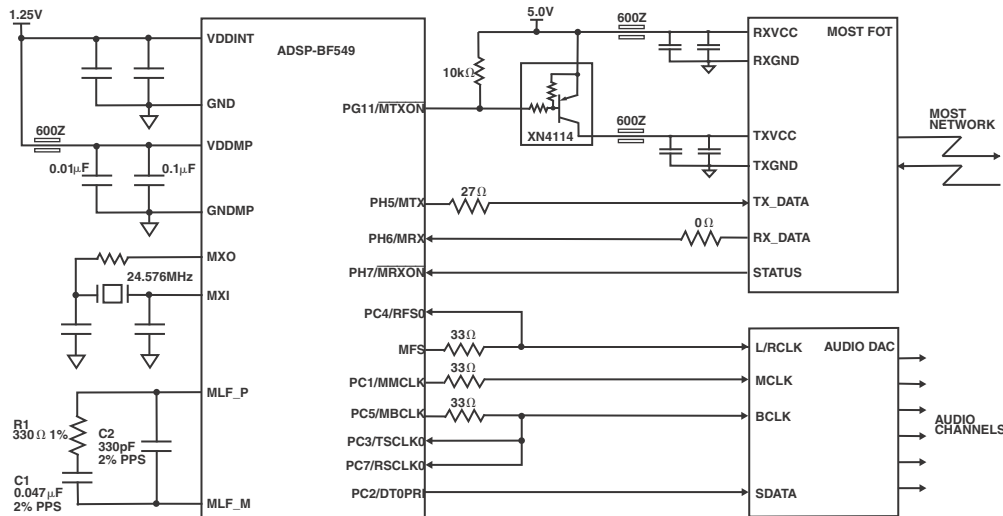 1.25V
VDDINT
GND
600Z
VDDMP
0.01µF
0.1µF
GNDMP
MXO
24.576MHz
MXI
MLF_P
R1
330Ω 1%
C2
330pF
2% PPS
C1
0.047µF
2% PPS
MLF_M
ADSP-BF549
PG11/MTXON
PH5/MTX
PH6/MRX
PH7/MRXON
PC4/RFS0
MFS
PC1/MMCLK
PC5/MBCLK
PC3/TSCLK0
PC7/RSCLK0
PC2/DT0PRI
5.0V
10kΩ
XN4114
600Z
600Z
27Ω
0Ω
33Ω
33Ω
33Ω
MOST FOT
RXVCC
RXGND
TXVCC
TXGND
TX_DATA
RX_DATA
STATUS
MOST
NETWORK
AUDIO DAC
L/RCLK
MCLK
BCLK
SDATA
AUDIO
CHANNELS